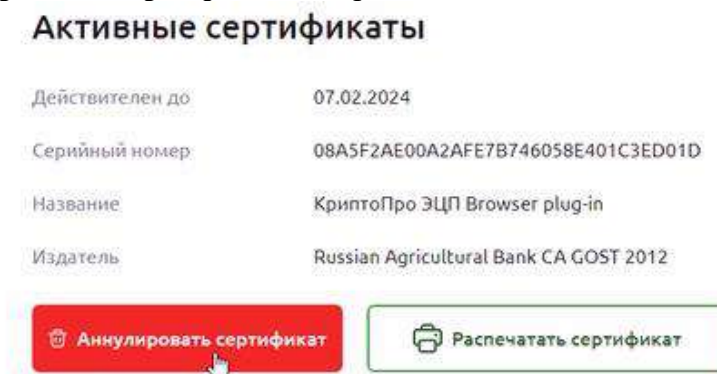 Активные сертификаты
Действителен до 07.02.2024
Серийный номер 08A5F2AE00A2AFE7B746058E401C3ED01D
Название КриптоПро ЭЦП Browser plug-in
Издатель Russian Agricultural Bank CA GOST 2012
Аннулировать сертификат Распечатать сертификат